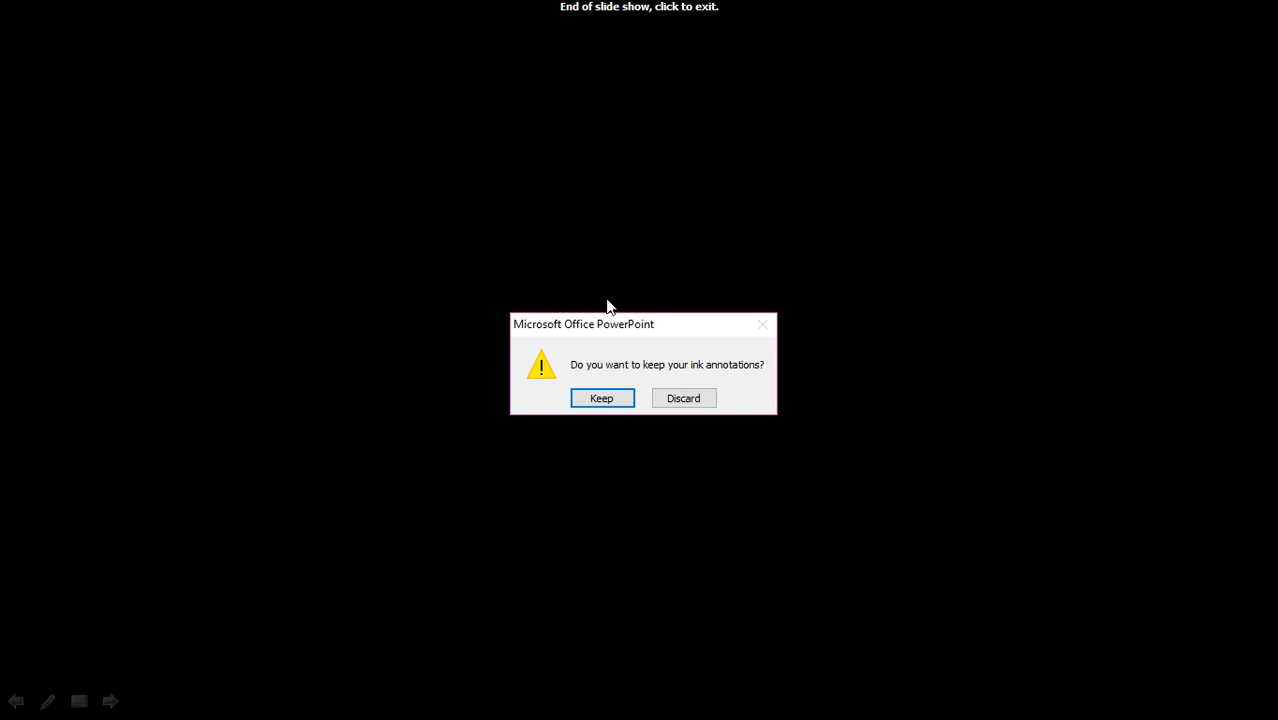 End of slide show, click to exit.
Microsoft Office PowerPoint
Do you want to keep your ink annotations?
Keep
Discard